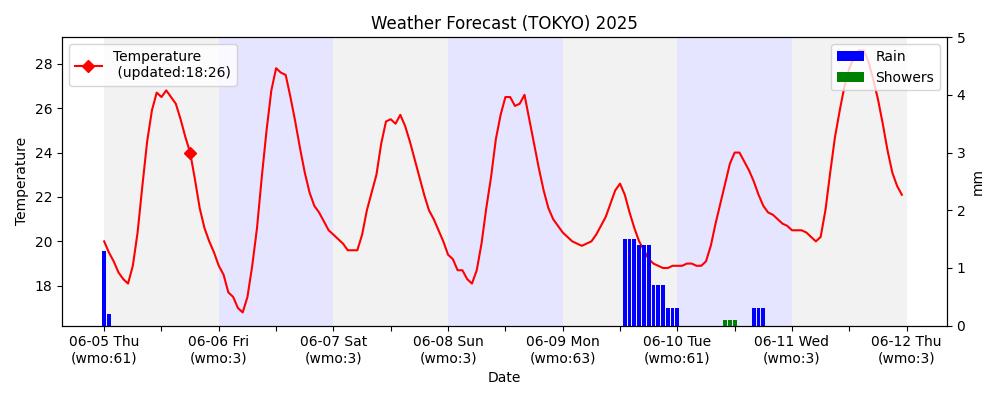 Weather Forecast (TOKYO) 2025
Temperature
(updated:18:26)
Rain
Showers
Temperature
28
26
24
22
20
18
5
4
3
2
1
0
mm
06-05 Thu
(wmo:61)
06-06 Fri
(wmo:3)
06-07 Sat
(wmo:3)
06-08 Sun
(wmo:3)
06-09 Mon
(wmo:63)
06-10 Tue
(wmo:61)
06-11 Wed
(wmo:3)
06-12 Thu
(wmo:3)
Date